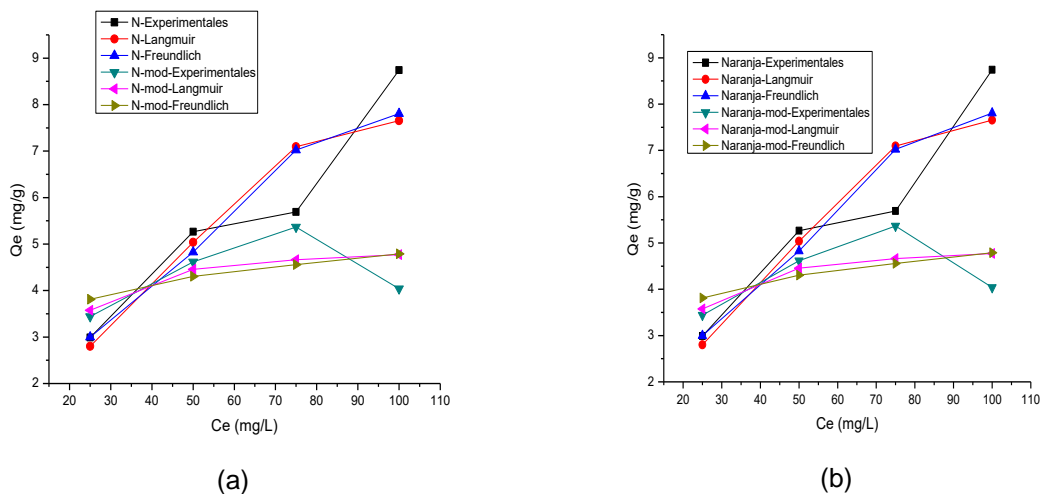 N-Experimentales
N-Langmuir
N-Freundlich
N-mod-Experimentales
N-mod-Langmuir
N-mod-Freundlich
9
8
7
6
5
4
3
2
Qe (mg/g)
20 30 40 50 60 70 80 90 100 110
Ce (mg/L)
(a)
Naranja-Experimentales
Naranja-Langmuir
Naranja-Freundlich
Naranja-mod-Experimentales
Naranja-mod-Langmuir
Naranja-mod-Freundlich
9
8
7
6
5
4
3
2
Qe (mg/g)
20 30 40 50 60 70 80 90 100 110
Ce (mg/L)
(b)